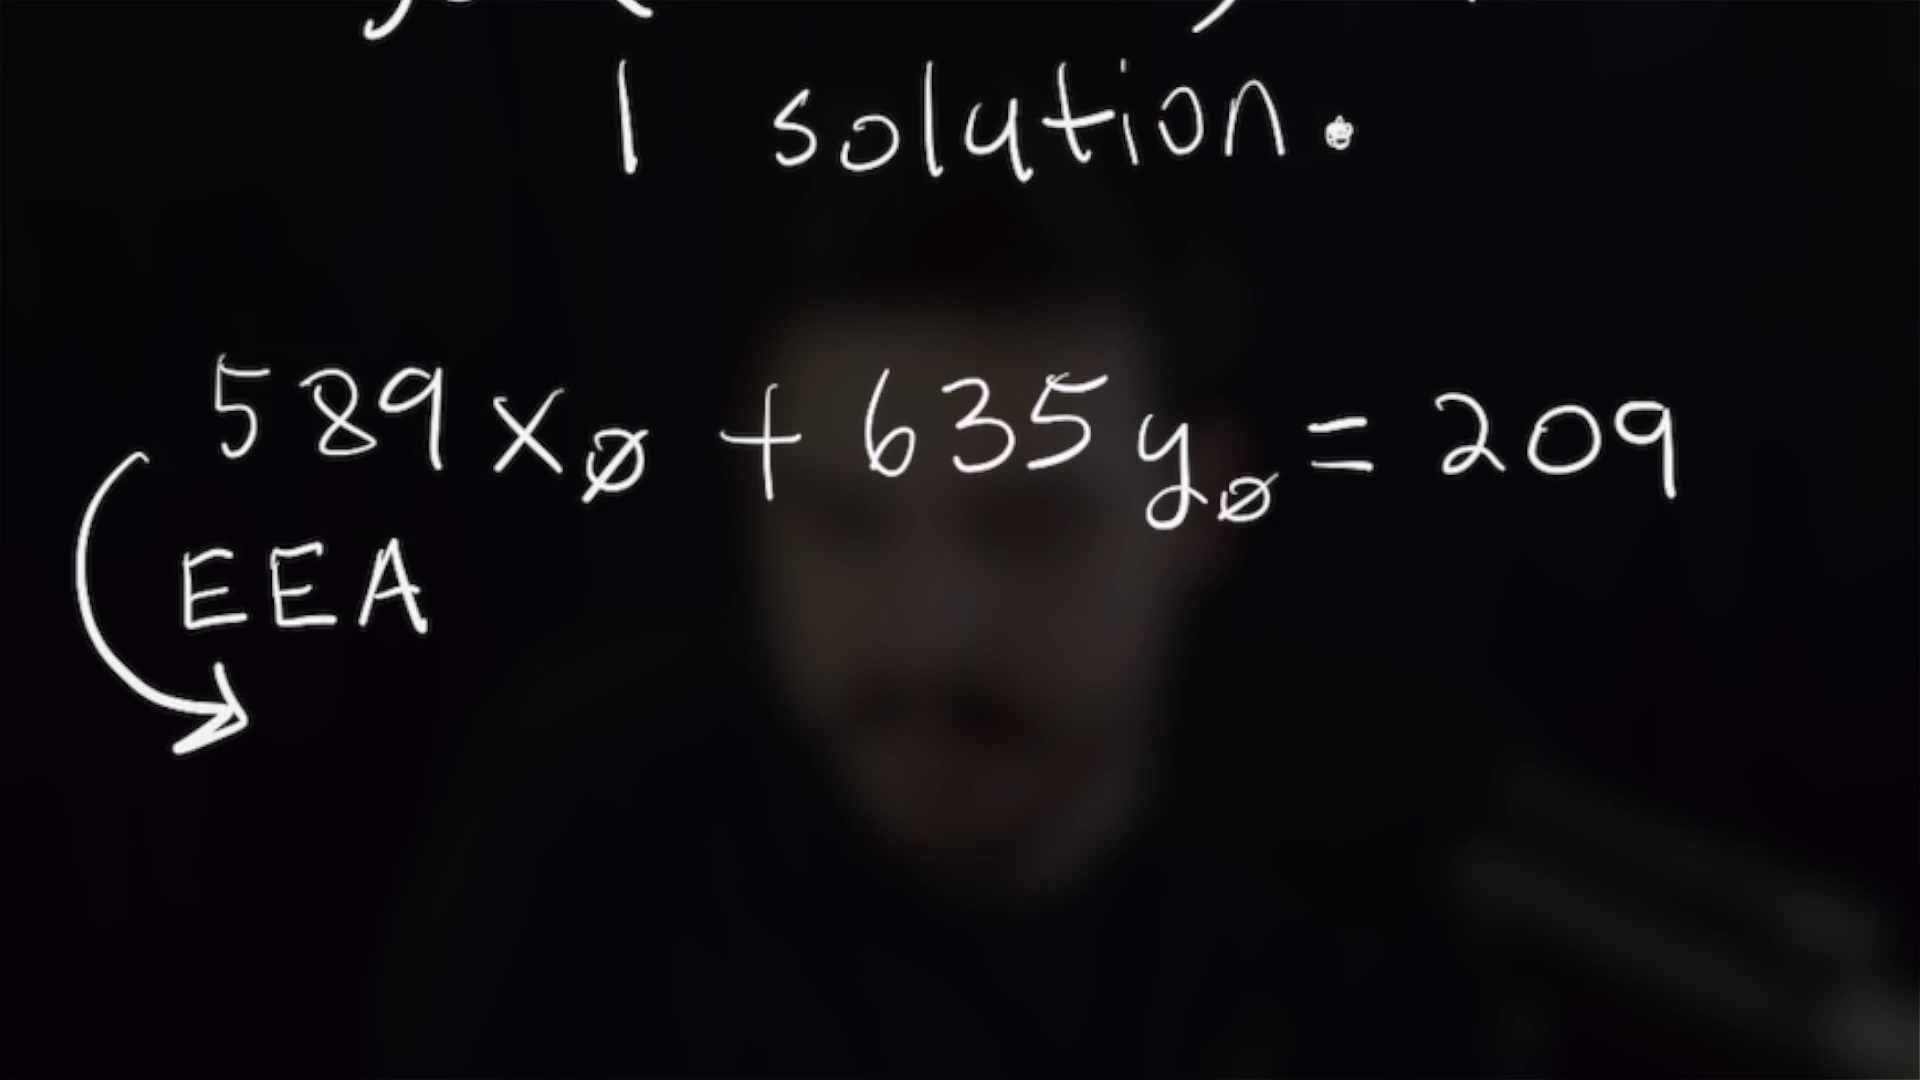 1 solution.
589x₀ + 635y₀ = 209
EEA